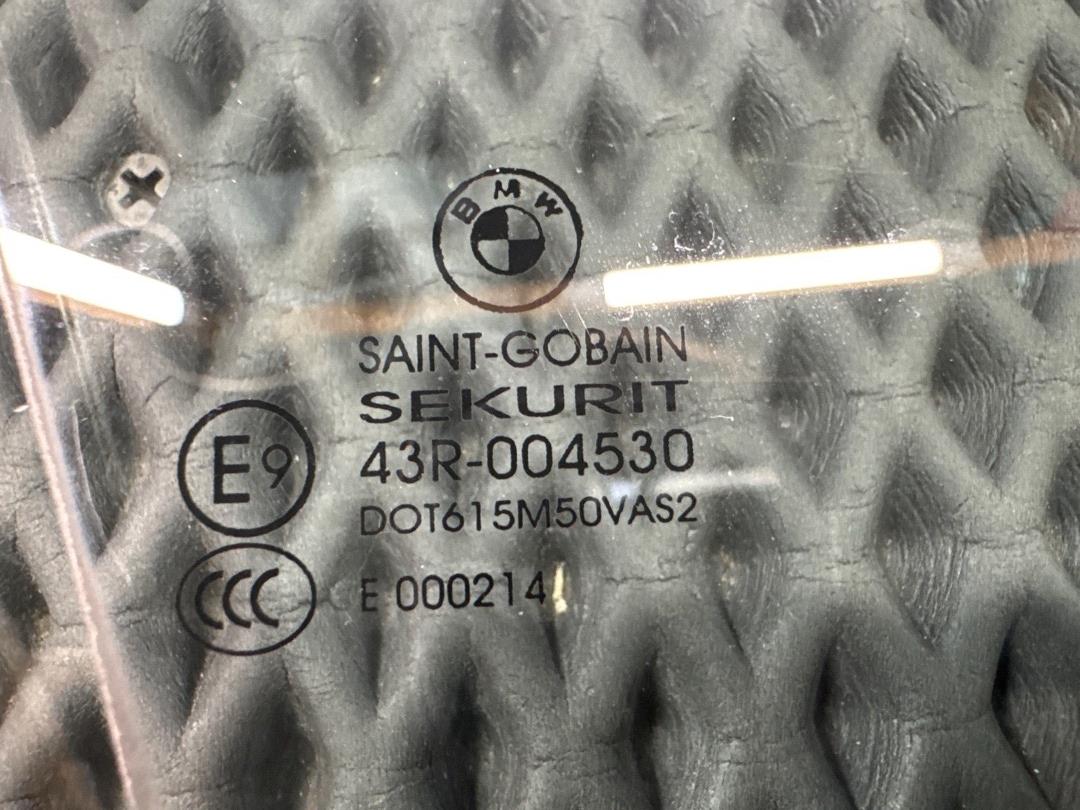 BMW
SAINT-GOBAIN
SEKURIT
E9
43R-004530
DOT615M50VAS2
CCC
E 000214